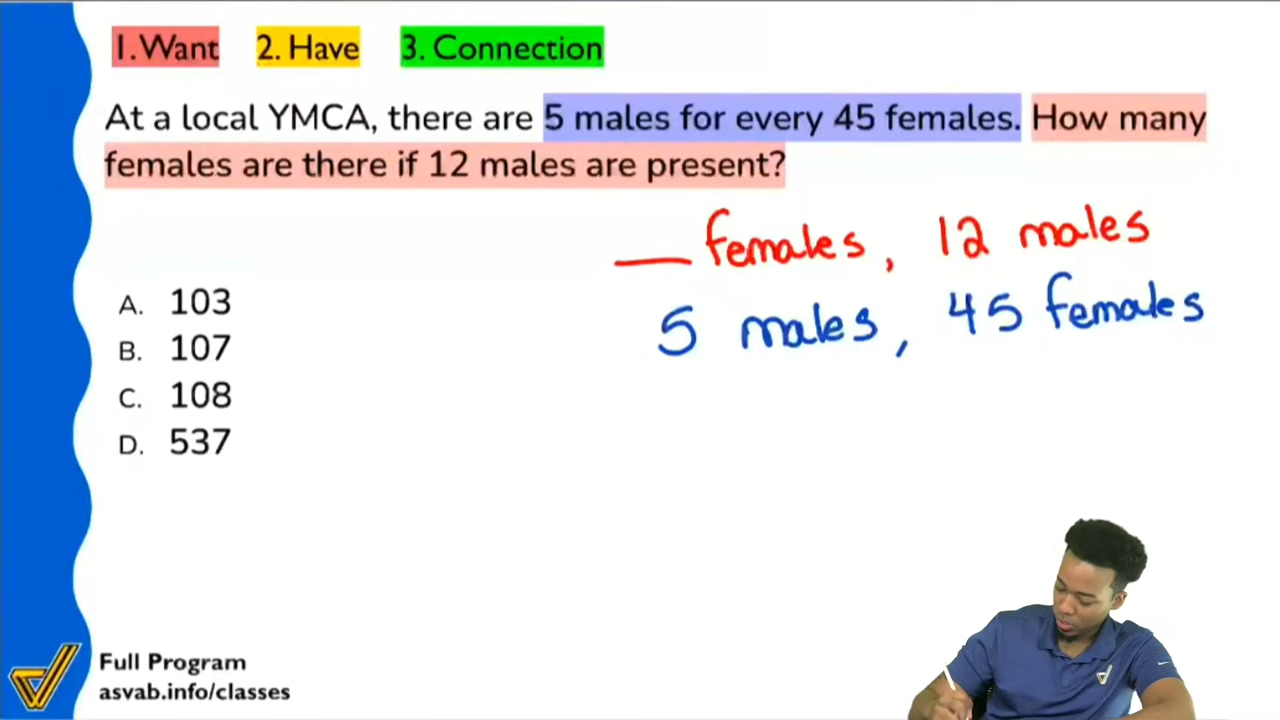 1. Want 2. Have 3. Connection
At a local YMCA, there are 5 males for every 45 females. How many
females are there if 12 males are present?
__ females, 12 males
5 males, 45 females
A. 103
B. 107
C. 108
D. 537
Full Program
asvab.info/classes